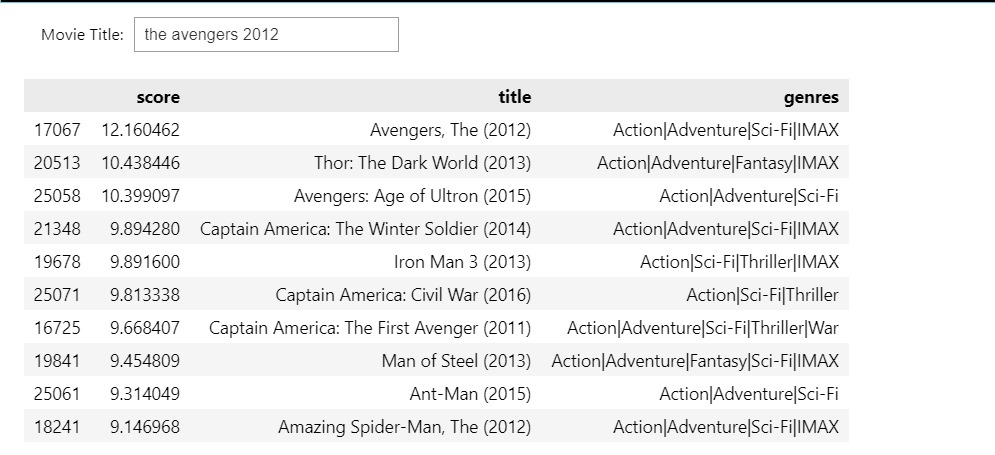 Movie Title: the avengers 2012
score title genres
17067 12.160462 Avengers, The (2012) Action|Adventure|Sci-Fi|IMAX
20513 10.438446 Thor: The Dark World (2013) Action|Adventure|Fantasy|IMAX
25058 10.399097 Avengers: Age of Ultron (2015) Action|Adventure|Sci-Fi
21348 9.894280 Captain America: The Winter Soldier (2014) Action|Adventure|Sci-Fi|IMAX
19678 9.891600 Iron Man 3 (2013) Action|Sci-Fi|Thriller|IMAX
25071 9.813338 Captain America: Civil War (2016) Action|Sci-Fi|Thriller
16725 9.668407 Captain America: The First Avenger (2011) Action|Adventure|Sci-Fi|Thriller|War
19841 9.454809 Man of Steel (2013) Action|Adventure|Fantasy|Sci-Fi|IMAX
25061 9.314049 Ant-Man (2015) Action|Adventure|Sci-Fi
18241 9.146968 Amazing Spider-Man, The (2012) Action|Adventure|Sci-Fi|IMAX